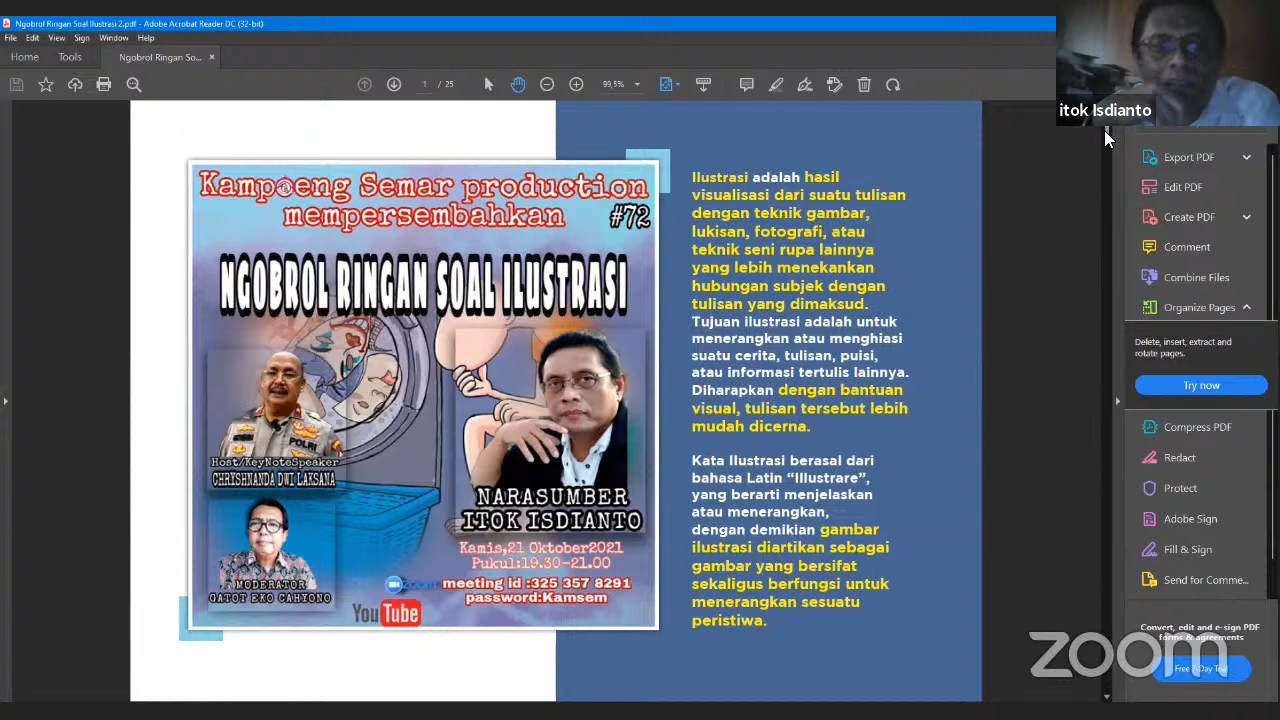 Ngobrol Ringan Soal Ilustrasi 2.pdf - Adobe Acrobat Reader DC (32-bit)
File Edit View Sign Window Help
Home Tools Ngobrol Ringan So... ×
1 / 25 99,5%
itok Isdianto
Kampoeng Semar production
mempersembahkan
#72
NGOBROL RINGAN SOAL ILUSTRASI
POLRI
Host/KeyNoteSpeaker
CHRYSHNANDA DWI LAKSANA
MODERATOR
GATOT EKO CAHYONO
NARASUMBER
ITOK ISDIANTO
Kamis,21 Oktober2021
Pukul:19.30-21.00
zoom meeting id :325 357 8291
password:Kamsem
YouTube
Ilustrasi adalah hasil
visualisasi dari suatu tulisan
dengan teknik gambar,
lukisan, fotografi, atau
teknik seni rupa lainnya
yang lebih menekankan
hubungan subjek dengan
tulisan yang dimaksud.
Tujuan ilustrasi adalah untuk
menerangkan atau menghiasi
suatu cerita, tulisan, puisi,
atau informasi tertulis lainnya.
Diharapkan dengan bantuan
visual, tulisan tersebut lebih
mudah dicerna.
Kata Ilustrasi berasal dari
bahasa Latin “Illustrare”,
yang berarti menjelaskan
atau menerangkan,
dengan demikian gambar
ilustrasi diartikan sebagai
gambar yang bersifat
sekaligus berfungsi untuk
menerangkan sesuatu
peristiwa.
Export PDF
Edit PDF
Create PDF
Comment
Combine Files
Organize Pages
Delete, insert, extract and
rotate pages.
Try now
Compress PDF
Redact
Protect
Adobe Sign
Fill & Sign
Send for Comme...
Convert, edit and e-sign PDF
forms & agreements
Free 7-Day Trial
zoom